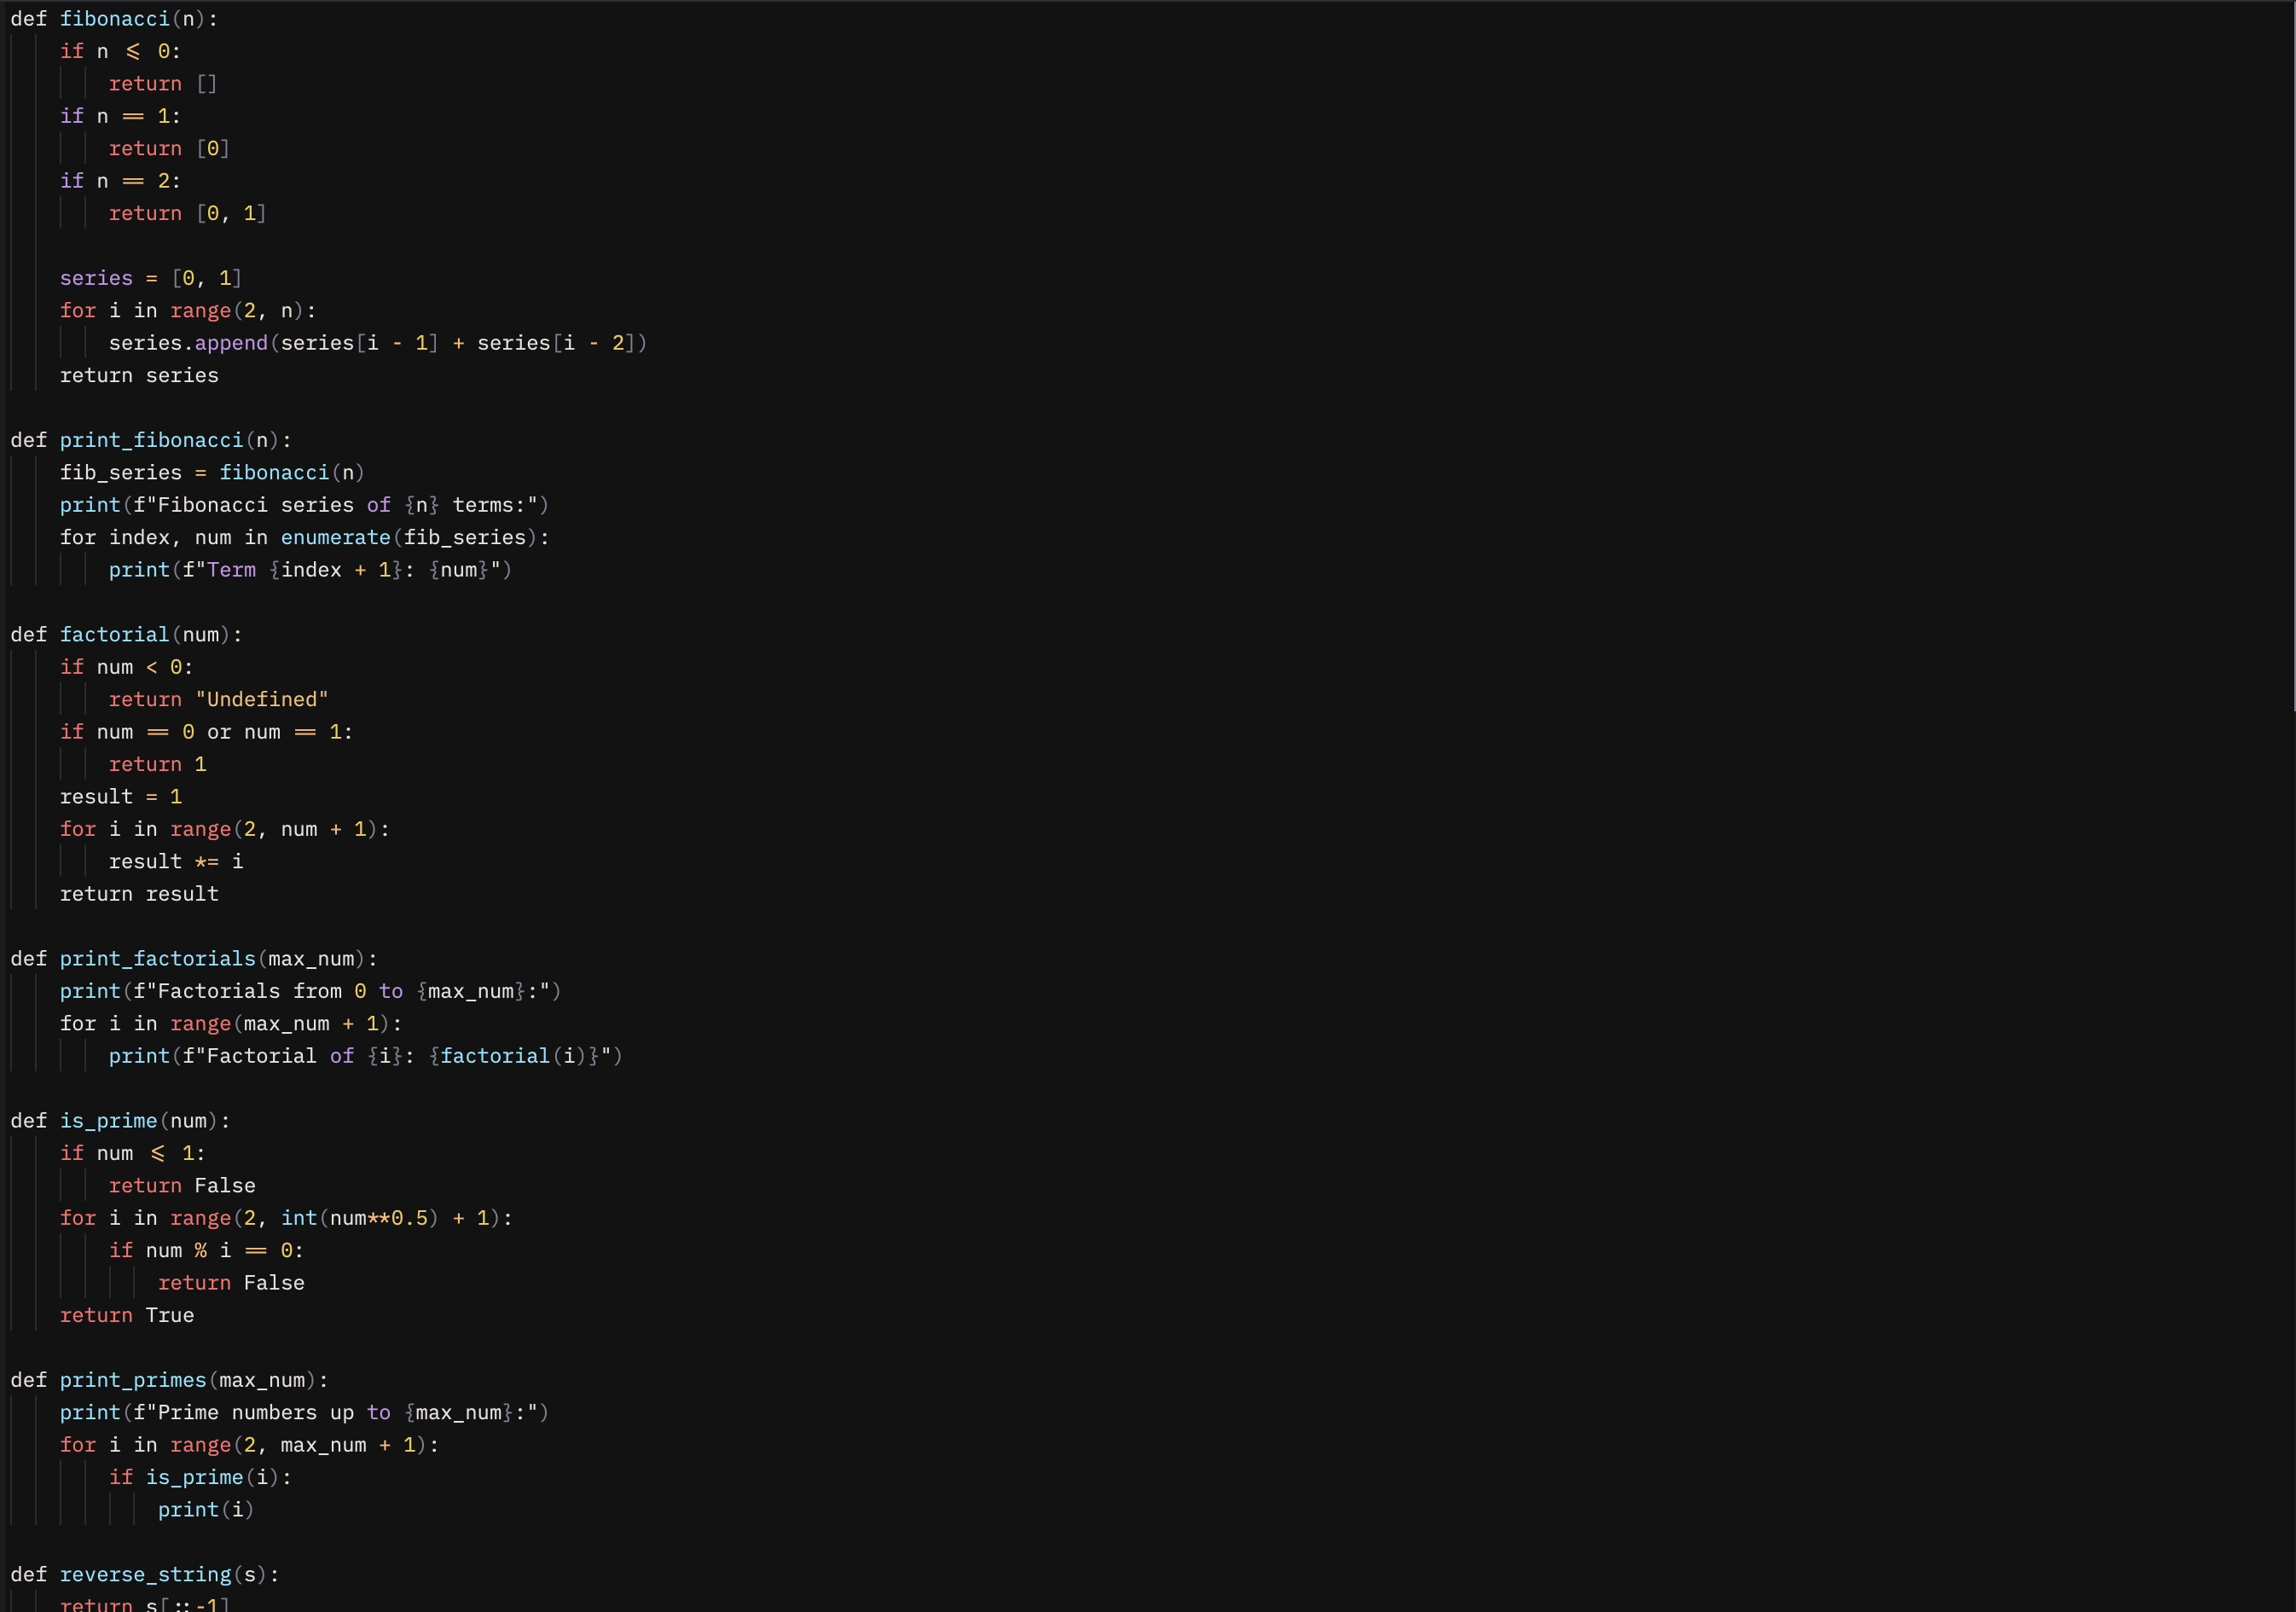 def fibonacci(n):
    if n <= 0:
        return []
    if n == 1:
        return [0]
    if n == 2:
        return [0, 1]

    series = [0, 1]
    for i in range(2, n):
        series.append(series[i - 1] + series[i - 2])
    return series

def print_fibonacci(n):
    fib_series = fibonacci(n)
    print(f"Fibonacci series of {n} terms:")
    for index, num in enumerate(fib_series):
        print(f"Term {index + 1}: {num}")

def factorial(num):
    if num < 0:
        return "Undefined"
    if num == 0 or num == 1:
        return 1
    result = 1
    for i in range(2, num + 1):
        result *= i
    return result

def print_factorials(max_num):
    print(f"Factorials from 0 to {max_num}:")
    for i in range(max_num + 1):
        print(f"Factorial of {i}: {factorial(i)}")

def is_prime(num):
    if num <= 1:
        return False
    for i in range(2, int(num**0.5) + 1):
        if num % i == 0:
            return False
    return True

def print_primes(max_num):
    print(f"Prime numbers up to {max_num}:")
    for i in range(2, max_num + 1):
        if is_prime(i):
            print(i)

def reverse_string(s):
    return s[::-1]